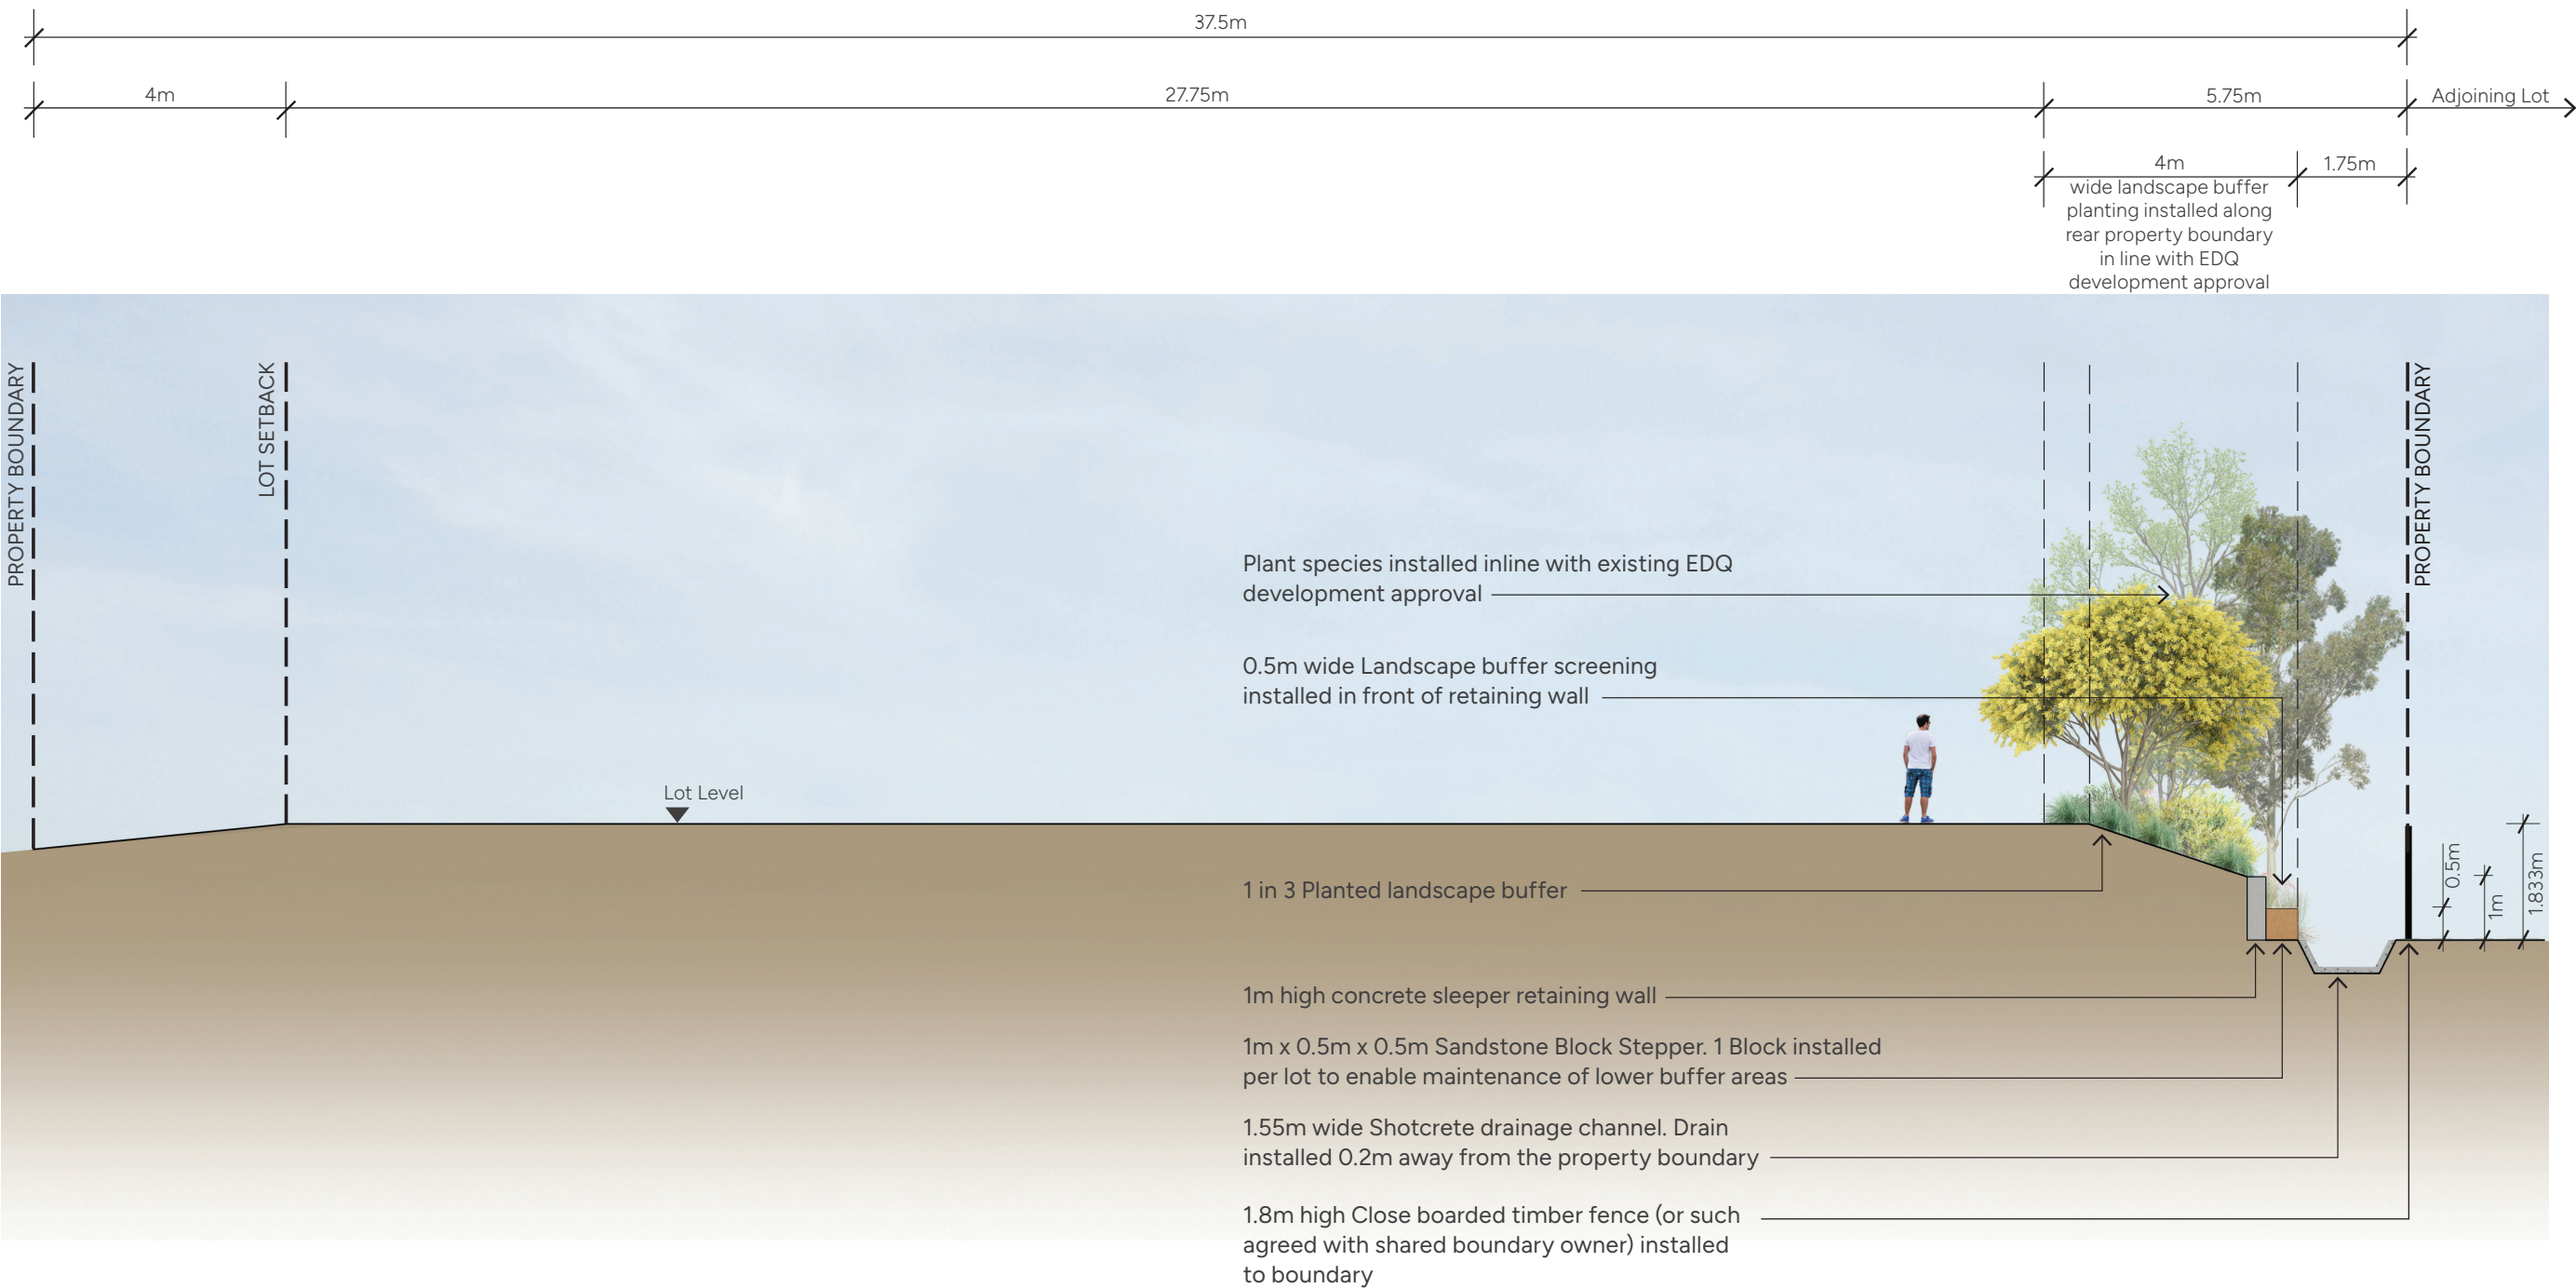 37.5m
4m
27.75m
5.75m
Adjoining Lot
4m
1.75m
wide landscape buffer
planting installed along
rear property boundary
in line with EDQ
development approval
PROPERTY BOUNDARY
LOT SETBACK
PROPERTY BOUNDARY
Plant species installed inline with existing EDQ
development approval
0.5m wide Landscape buffer screening
installed in front of retaining wall
Lot Level
1 in 3 Planted landscape buffer
0.5m
1m
1.833m
1m high concrete sleeper retaining wall
1m x 0.5m x 0.5m Sandstone Block Stepper. 1 Block installed
per lot to enable maintenance of lower buffer areas
1.55m wide Shotcrete drainage channel. Drain
installed 0.2m away from the property boundary
1.8m high Close boarded timber fence (or such
agreed with shared boundary owner) installed
to boundary